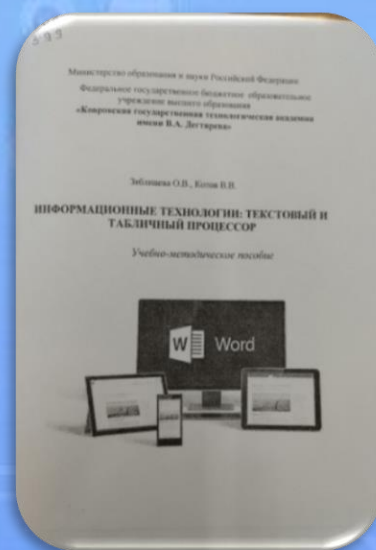 599
Министерство образования и науки Российской Федерации
Федеральное государственное бюджетное образовательное
учреждение высшего образования
«Ковровская государственная технологическая академия
имени В.А. Дегтярева»
Котов В.В.
ИНФОРМАЦИОННЫЕ ТЕХНОЛОГИИ: ТЕКСТОВЫЙ И
ТАБЛИЧНЫЙ ПРОЦЕССОР
Учебно-методическое пособие
W Word